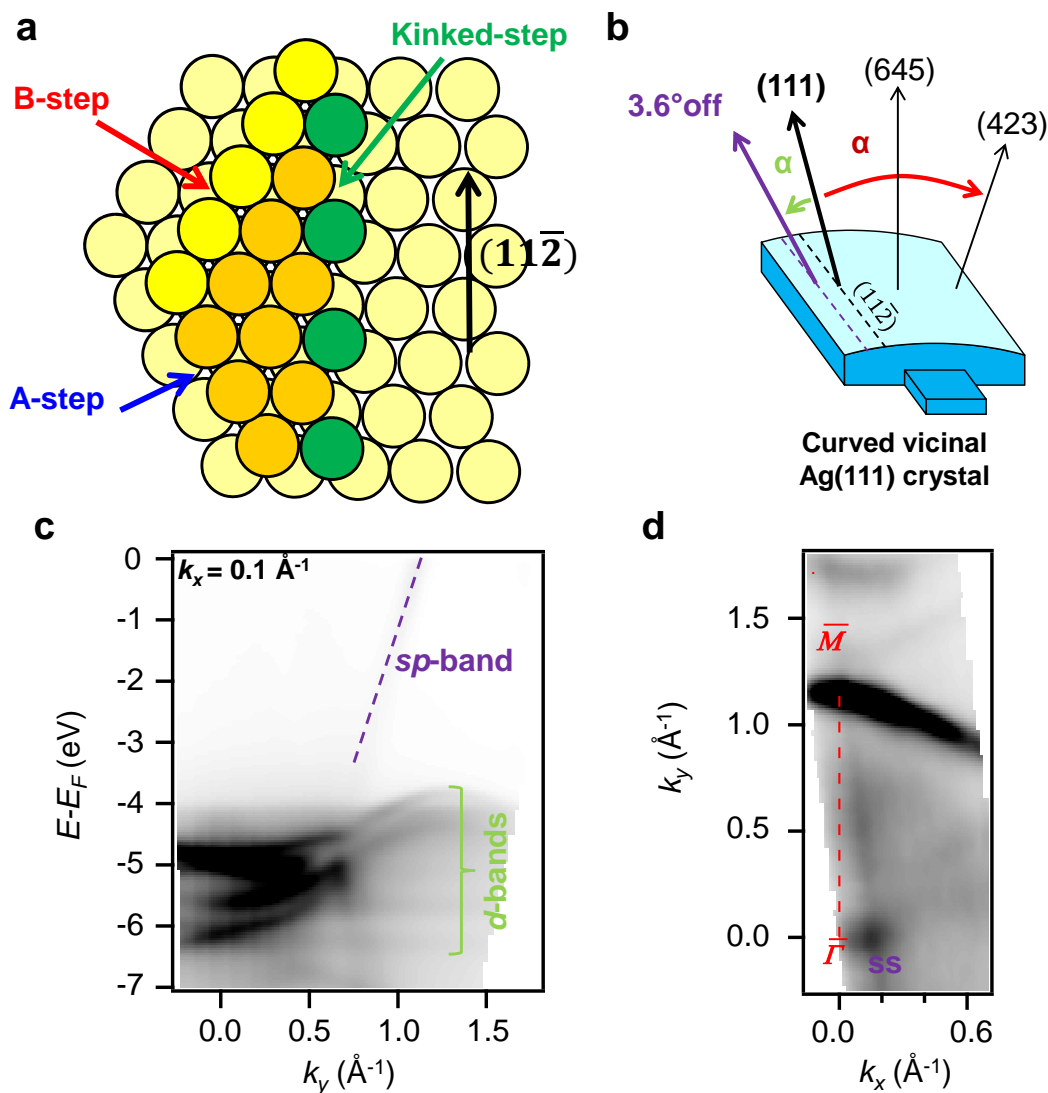 a
Kinked-step
B-step
(112̅)
A-step
b
(111)
(645)
3.6°off
(423)
α
α
(112̅)
Curved vicinal
Ag(111) crystal
c
kx = 0.1 Å-1
0
-1
-2
-3
-4
-5
-6
-7
E-EF (eV)
sp-band
d-bands
0.0
0.5
1.0
1.5
ky (Å-1)
d
1.5
1.0
0.5
0.0
ky (Å-1)
M̅
Γ̅
ss
0.0
0.6
kx (Å-1)